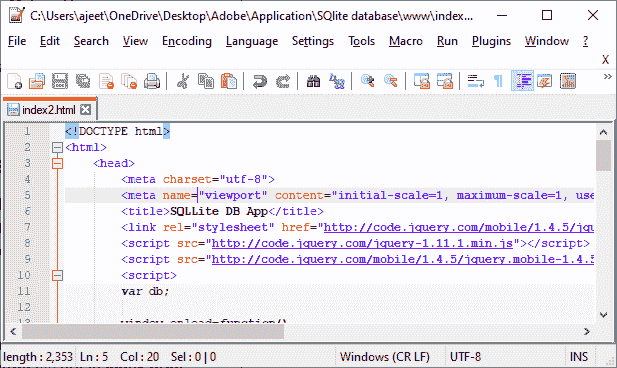 C:\Users\ajeet\OneDrive\Desktop\Adobe\Application\SQlite database\www\index...
File Edit Search View Encoding Language Settings Tools Macro Run Plugins Window ?
X
index2.html
1 <!DOCTYPE html>
2 <html>
3 <head>
4 <meta charset="utf-8">
5 <meta name="viewport" content="initial-scale=1, maximum-scale=1, use
6 <title>SQLLite DB App</title>
7 <link rel="stylesheet" href="http://code.jquery.com/mobile/1.4.5/jqu
8 <script src="http://code.jquery.com/jquery-1.11.1.min.js"></script>
9 <script src="http://code.jquery.com/mobile/1.4.5/jquery.mobile-1.4.5
10 <script>
11 var db;
12
13 window.onload=function()
length : 2,353 Ln : 5 Col : 20 Sel : 0 | 0 Windows (CR LF) UTF-8 INS